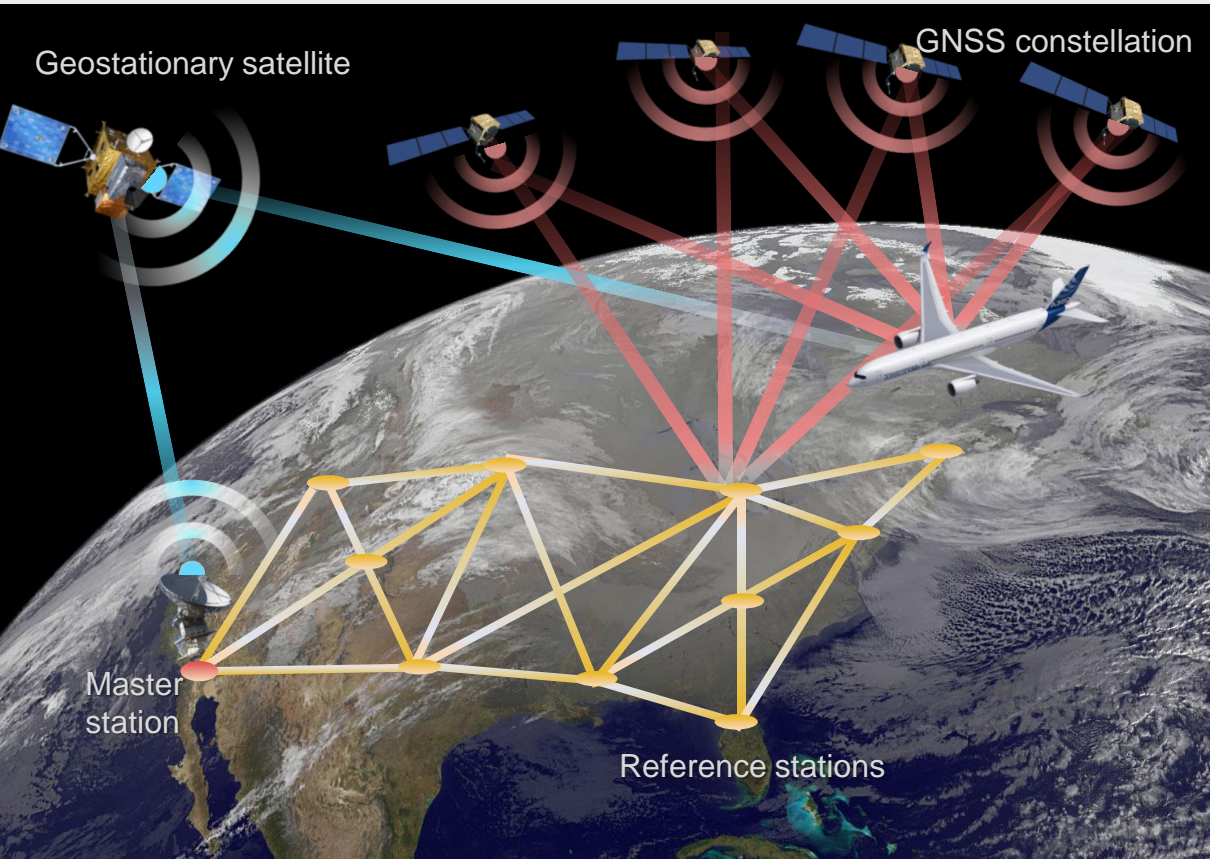 Geostationary satellite
GNSS constellation
Master
station
Reference stations